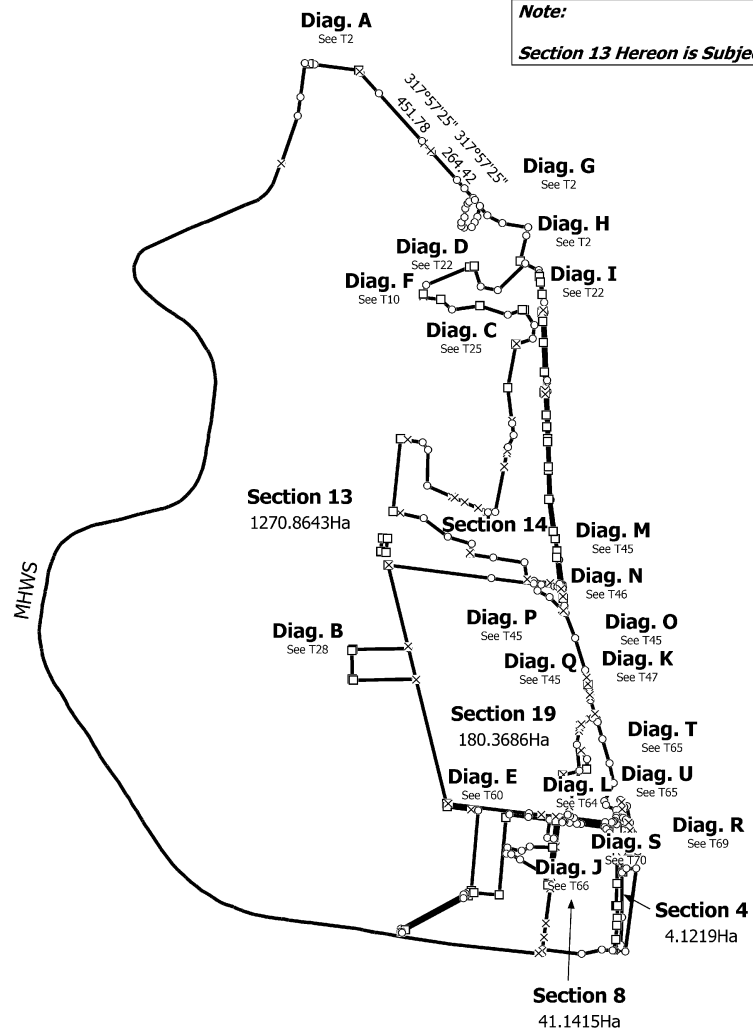 Note:
Section 13 Hereon is Subje
Diag. A
See T2
317°57'25" 317°57'25"
451.78 264.42
Diag. G
See T2
Diag. H
See T2
Diag. D
See T22
Diag. I
See T22
Diag. F
See T10
Diag. C
See T25
Section 13
1270.8643Ha
Section 14
Diag. M
See T45
MHWS
Diag. N
See T46
Diag. P
See T45
Diag. O
See T45
Diag. B
See T28
Diag. Q
See T45
Diag. K
See T47
Section 19
180.3686Ha
Diag. T
See T65
Diag. E
See T60
Diag. L
See T64
Diag. U
See T65
Diag. R
See T69
Diag. S
See T70
Diag. J
See T66
Section 4
4.1219Ha
Section 8
41.1415Ha